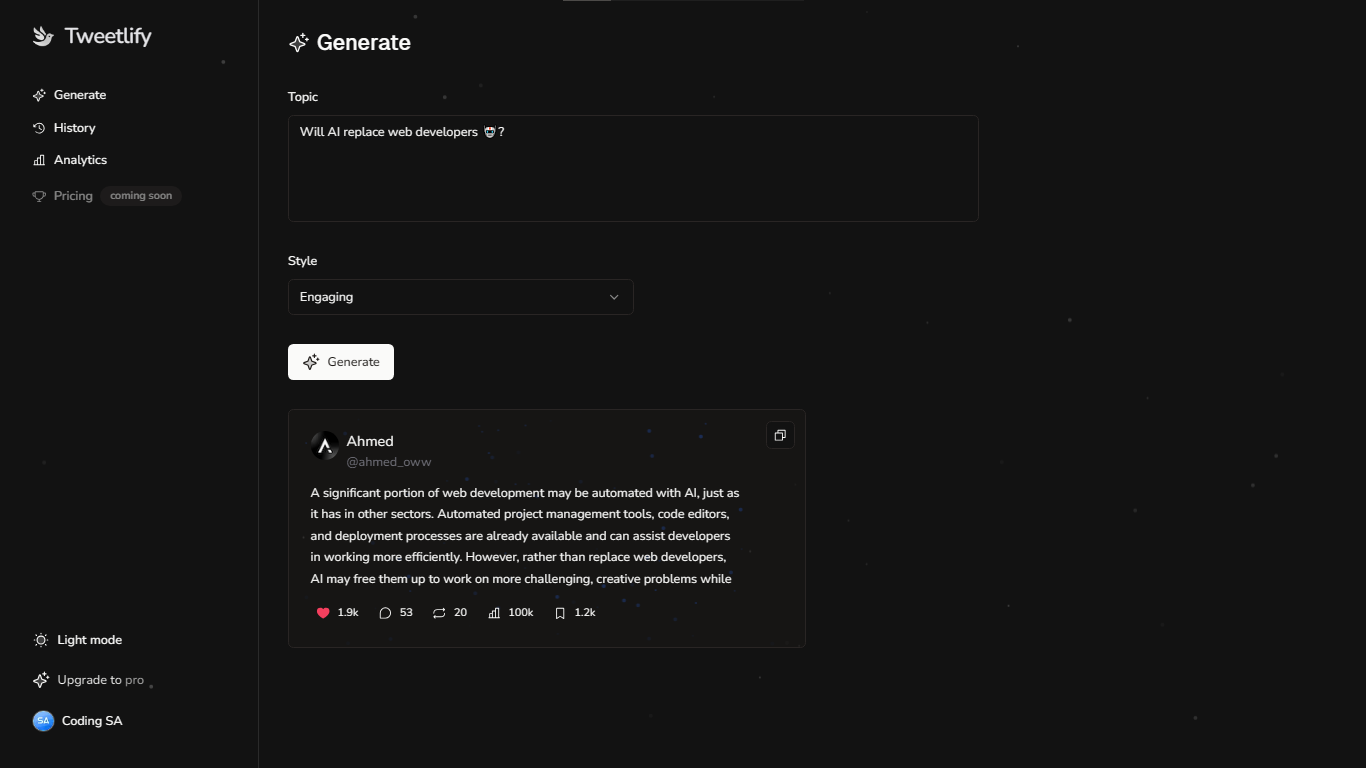 Tweetlify
Generate
History
Analytics
Pricing coming soon
Light mode
Upgrade to pro
SA Coding SA
Generate
Topic
Will AI replace web developers 🤡?
Style
Engaging
Generate
Ahmed
@ahmed_oww
A significant portion of web development may be automated with AI, just as
it has in other sectors. Automated project management tools, code editors,
and deployment processes are already available and can assist developers
in working more efficiently. However, rather than replace web developers,
AI may free them up to work on more challenging, creative problems while
1.9k 53 20 100k 1.2k